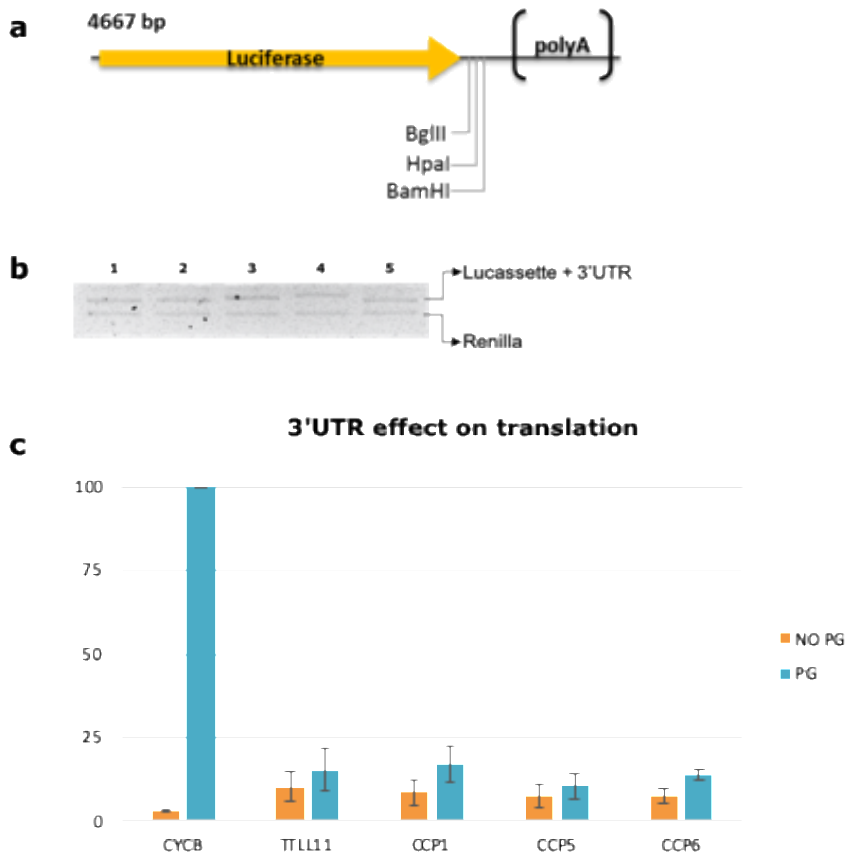 a
4667 bp
Luciferase
polyA
BglII
HpaI
BamHI
b
1 2 3 4 5
Lucassette + 3'UTR
Renilla
3'UTR effect on translation
c
100
75
50
25
0
NO PG
PG
CYCB TTLL11 CCP1 CCP5 CCP6